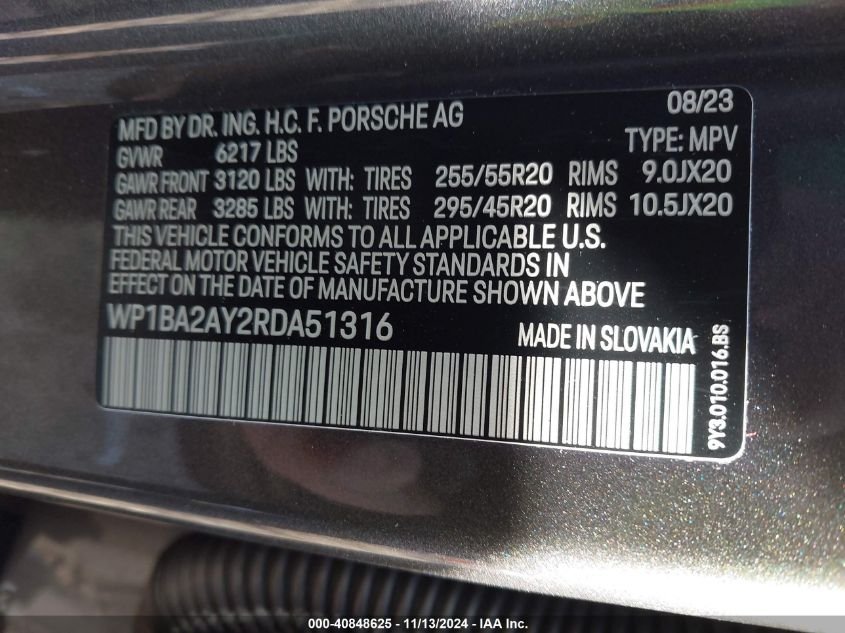 08/23
MFD BY DR. ING. H.C. F. PORSCHE AG
TYPE: MPV
GVWR 6217 LBS
GAWR FRONT 3120 LBS WITH: TIRES 255/55R20 RIMS 9.0JX20
GAWR REAR 3285 LBS WITH: TIRES 295/45R20 RIMS 10.5JX20
THIS VEHICLE CONFORMS TO ALL APPLICABLE U.S.
FEDERAL MOTOR VEHICLE SAFETY STANDARDS IN
EFFECT ON THE DATE OF MANUFACTURE SHOWN ABOVE
WP1BA2AY2RDA51316 MADE IN SLOVAKIA
9Y3.010.016.BS
000-40848625 - 11/13/2024 - IAA Inc.